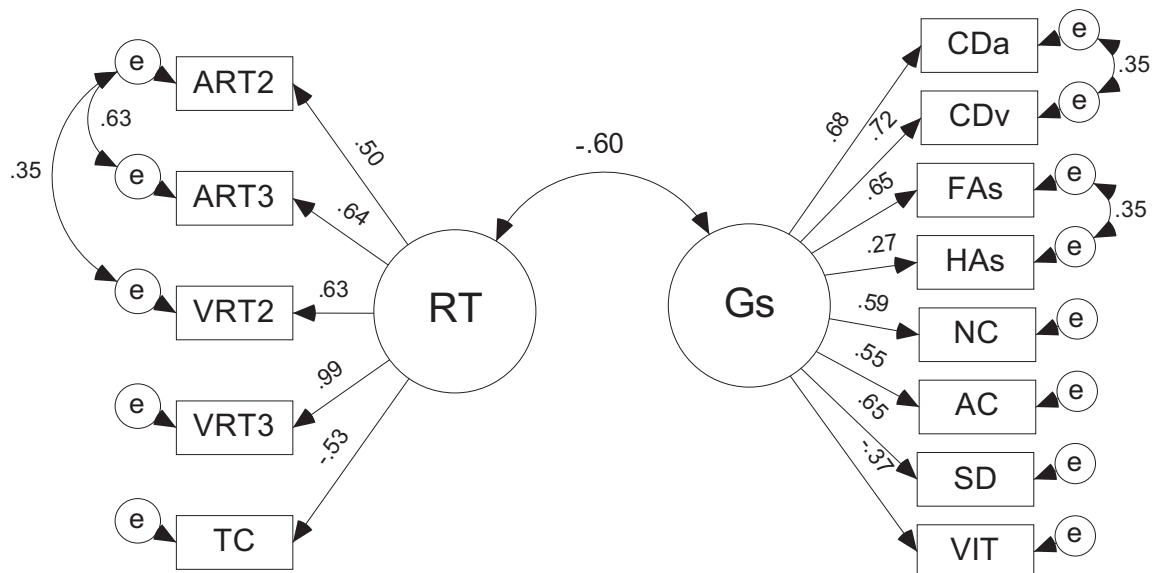 e
ART2
.63
.35
e
ART3
e
VRT2
e
VRT3
e
TC
.50
.64
.63
.99
-.53
RT
-.60
Gs
.68
.72
.65
.27
.59
.55
.65
-.37
CDa
e
.35
CDv
e
FAs
e
.35
HAs
e
NC
e
AC
e
SD
e
VIT
e